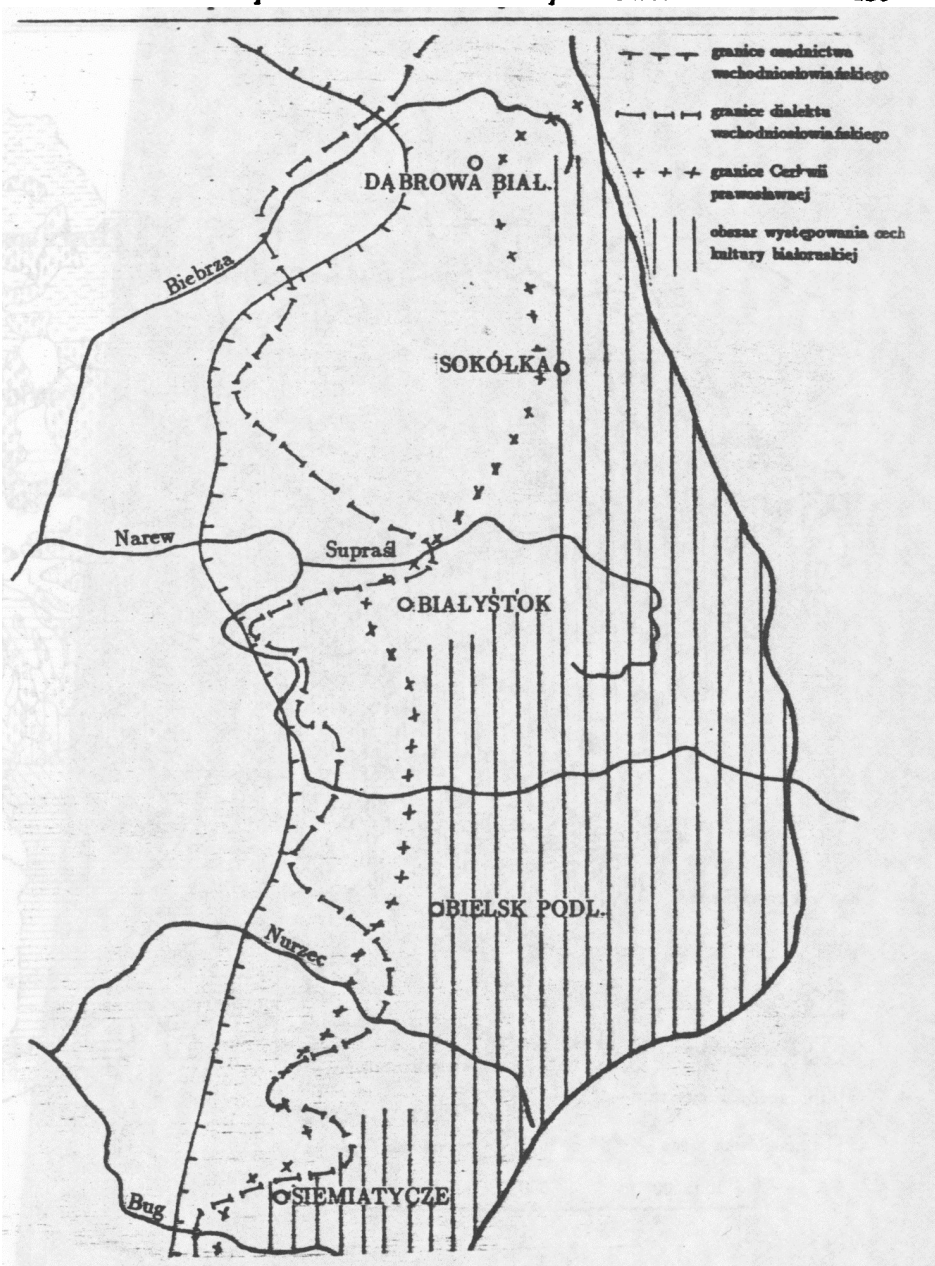 granice osadnictwa
wschodniosłowiańskiego
granice dialektu
wschodniosłowiańskiego
granice Cerkwii
prawosławnej
obszar występowania cech
kultury białoruskiej
DĄBROWA BIAŁ.
Biebrza
SOKÓŁKA
Narew
Supraśl
BIAŁYSTOK
BIELSK PODL.
Nurzec
SIEMIATYCZE
Bug